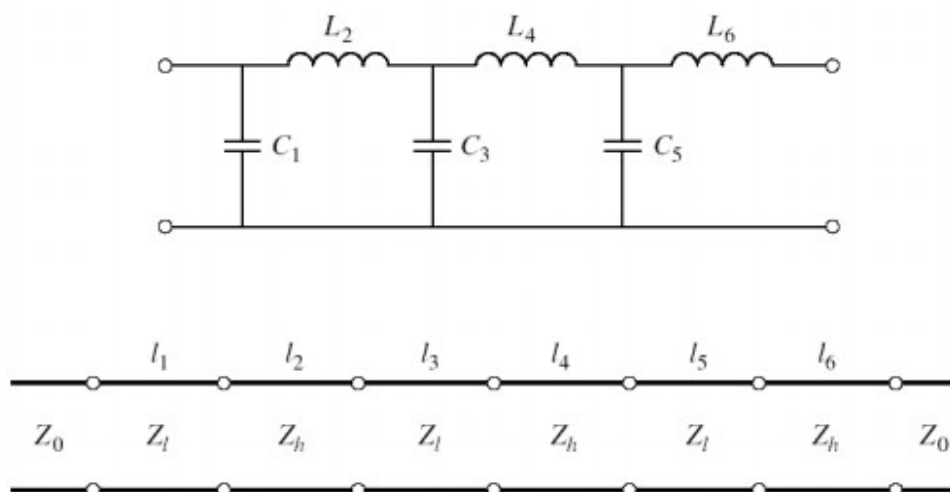 L₂ L₄ L₆
C₁ C₃ C₅
l₁ l₂ l₃ l₄ l₅ l₆
Z₀ Zₗ Zₕ Zₗ Zₕ Zₗ Zₕ Z₀